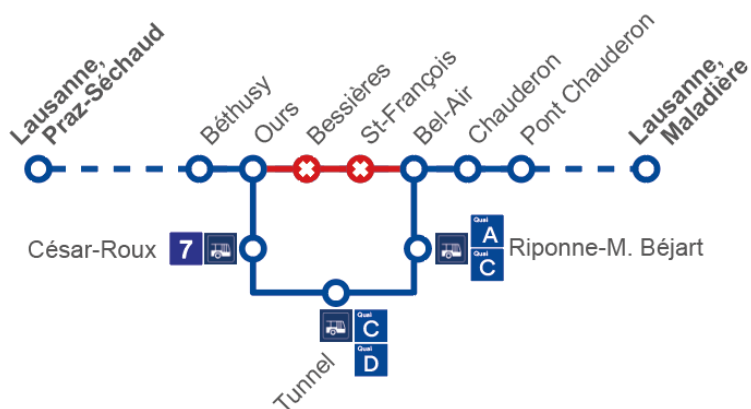 Lausanne,
Praz-Séchaud
Béthusy
Ours
Bessières
St-François
Bel-Air
Chauderon
Pont Chauderon
Lausanne,
Maladière
César-Roux 7
Quai
A
Quai
C
Riponne-M. Béjart
Quai
C
Quai
D
Tunnel